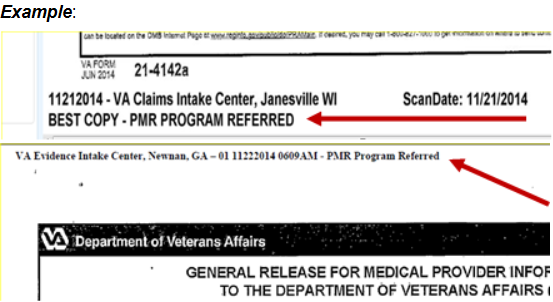 Example:
can be located on the OMB Internet Page at www.reginfo.gov/public/do/PRAMain. If desired, you may call 1-800-827-1000 to get information on where to send
VA FORM
JUN 2014
21-4142a
11212014 - VA Claims Intake Center, Janesville WI
ScanDate: 11/21/2014
BEST COPY - PMR PROGRAM REFERRED
VA Evidence Intake Center, Newnan, GA – 01 11222014 0609AM - PMR Program Referred
VA
Department of Veterans Affairs
GENERAL RELEASE FOR MEDICAL PROVIDER INFOR
TO THE DEPARTMENT OF VETERANS AFFAIRS (